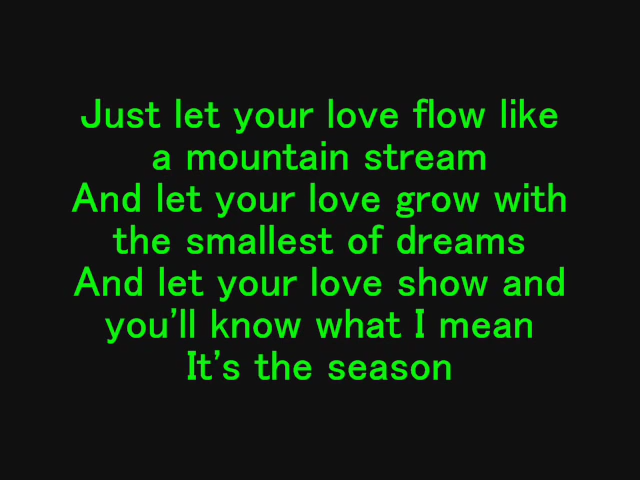 Just let your love flow like
a mountain stream
And let your love grow with
the smallest of dreams
And let your love show and
you'll know what I mean
It's the season